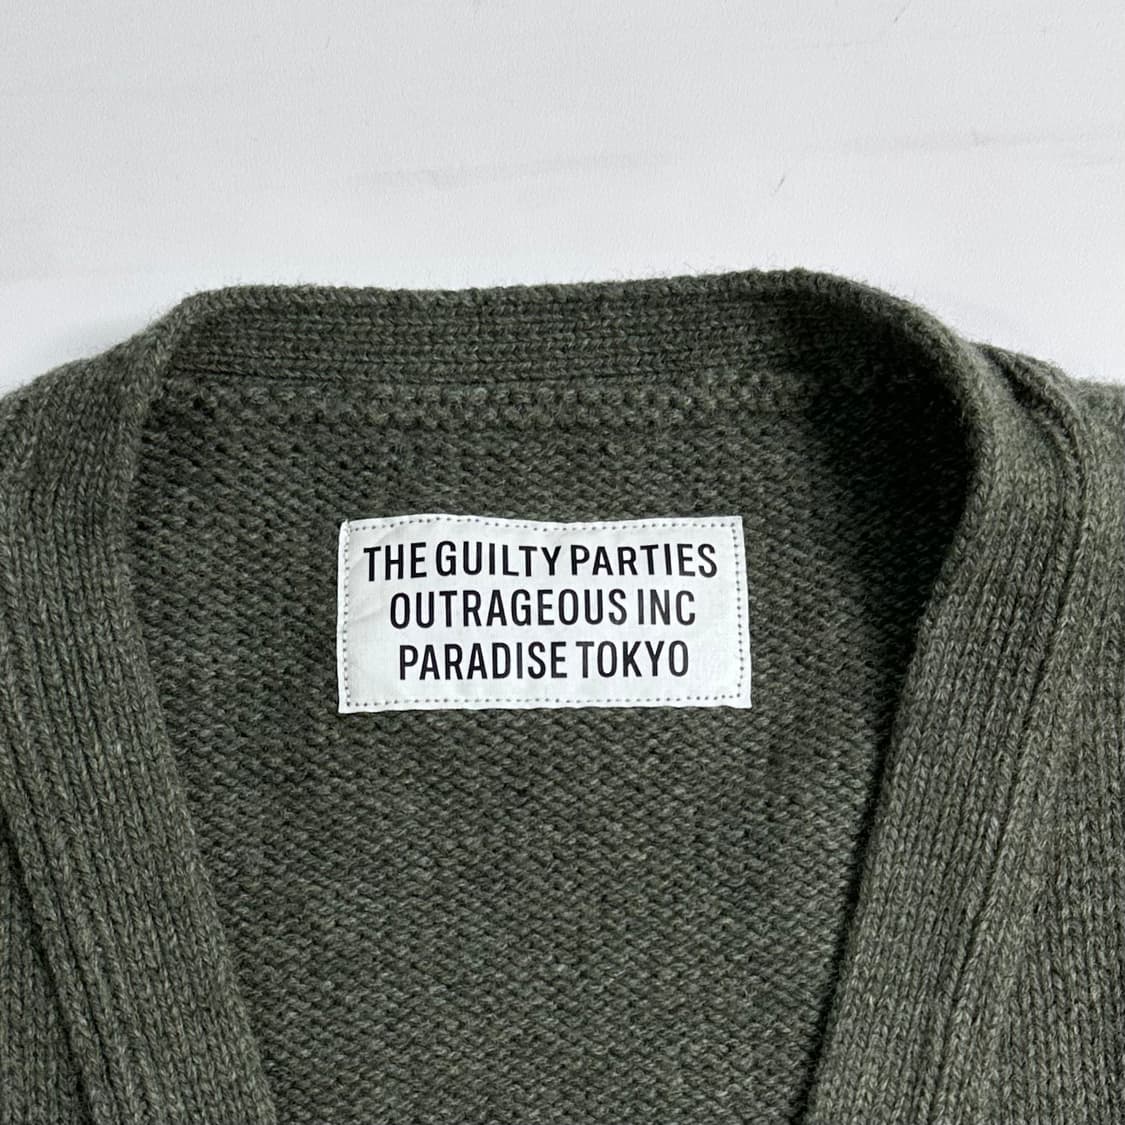 THE GUILTY PARTIES
OUTRAGEOUS INC
PARADISE TOKYO